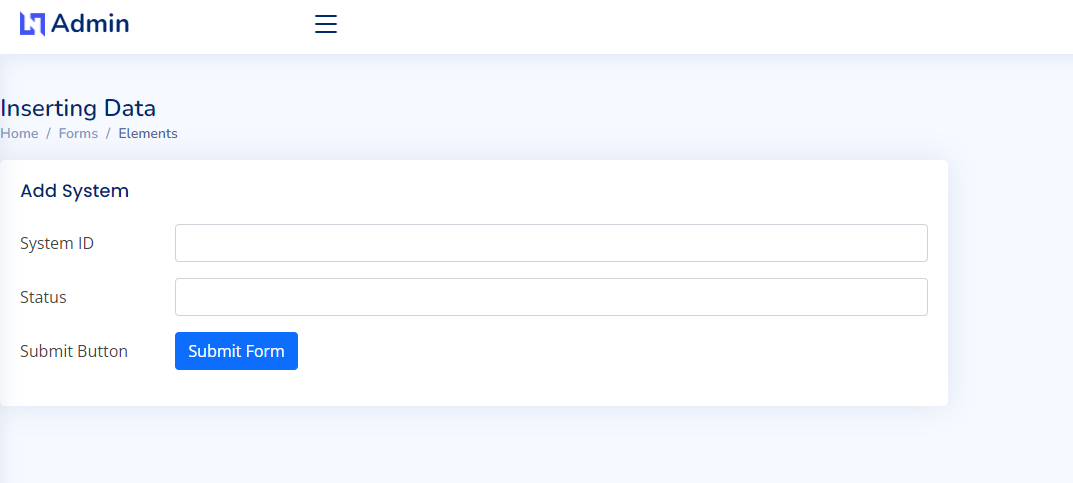 Admin
Inserting Data
Home / Forms / Elements
Add System
System ID
Status
Submit Button Submit Form